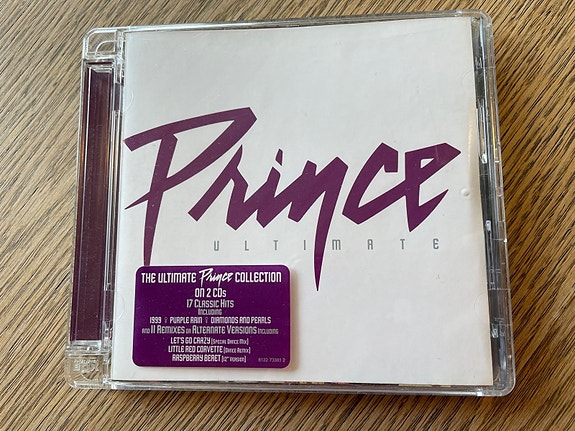 Prince
ULTIMATE
THE ULTIMATE Prince COLLECTION
ON 2 CDs
17 CLASSIC HITS
INCLUDING
1999 PURPLE RAIN DIAMONDS AND PEARLS
AND 11 REMIXES OR ALTERNATE VERSIONS INCLUDING
LET'S GO CRAZY [SPECIAL DANCE MIX]
LITTLE RED CORVETTE [DANCE REMIX]
RASPBERRY BERET [12" VERSION]